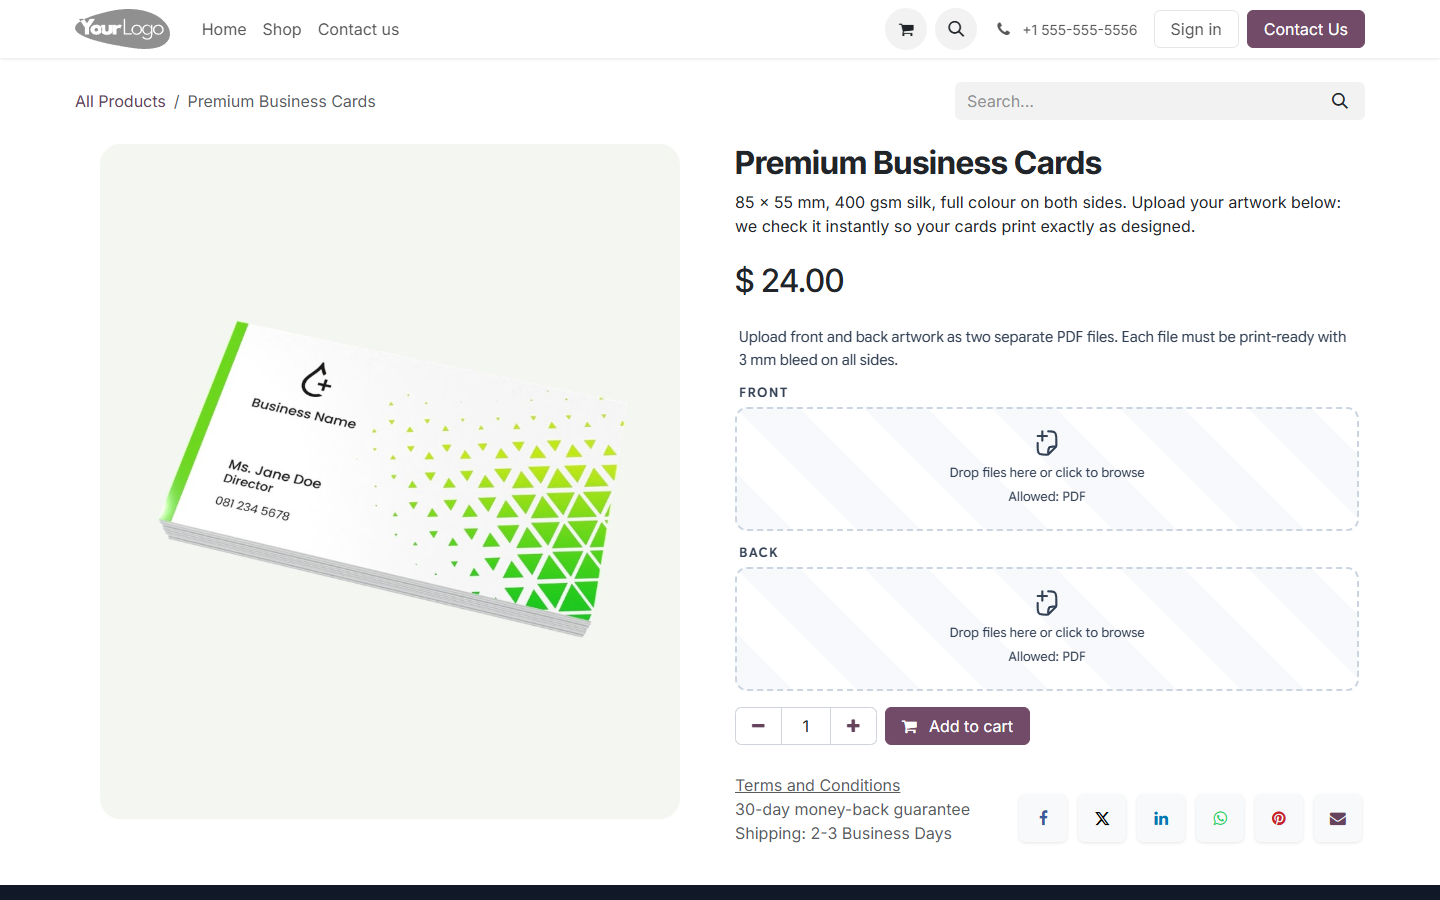 YourLogo
Home
Shop
Contact us
+1 555-555-5556
Sign in
Contact Us
All Products / Premium Business Cards
Search...
Business Name
Ms. Jane Doe
Director
081 234 5678
Premium Business Cards
85 × 55 mm, 400 gsm silk, full colour on both sides. Upload your artwork below:
we check it instantly so your cards print exactly as designed.
$ 24.00
Upload front and back artwork as two separate PDF files. Each file must be print-ready with
3 mm bleed on all sides.
FRONT
Drop files here or click to browse
Allowed: PDF
BACK
Drop files here or click to browse
Allowed: PDF
1
Add to cart
Terms and Conditions
30-day money-back guarantee
Shipping: 2-3 Business Days